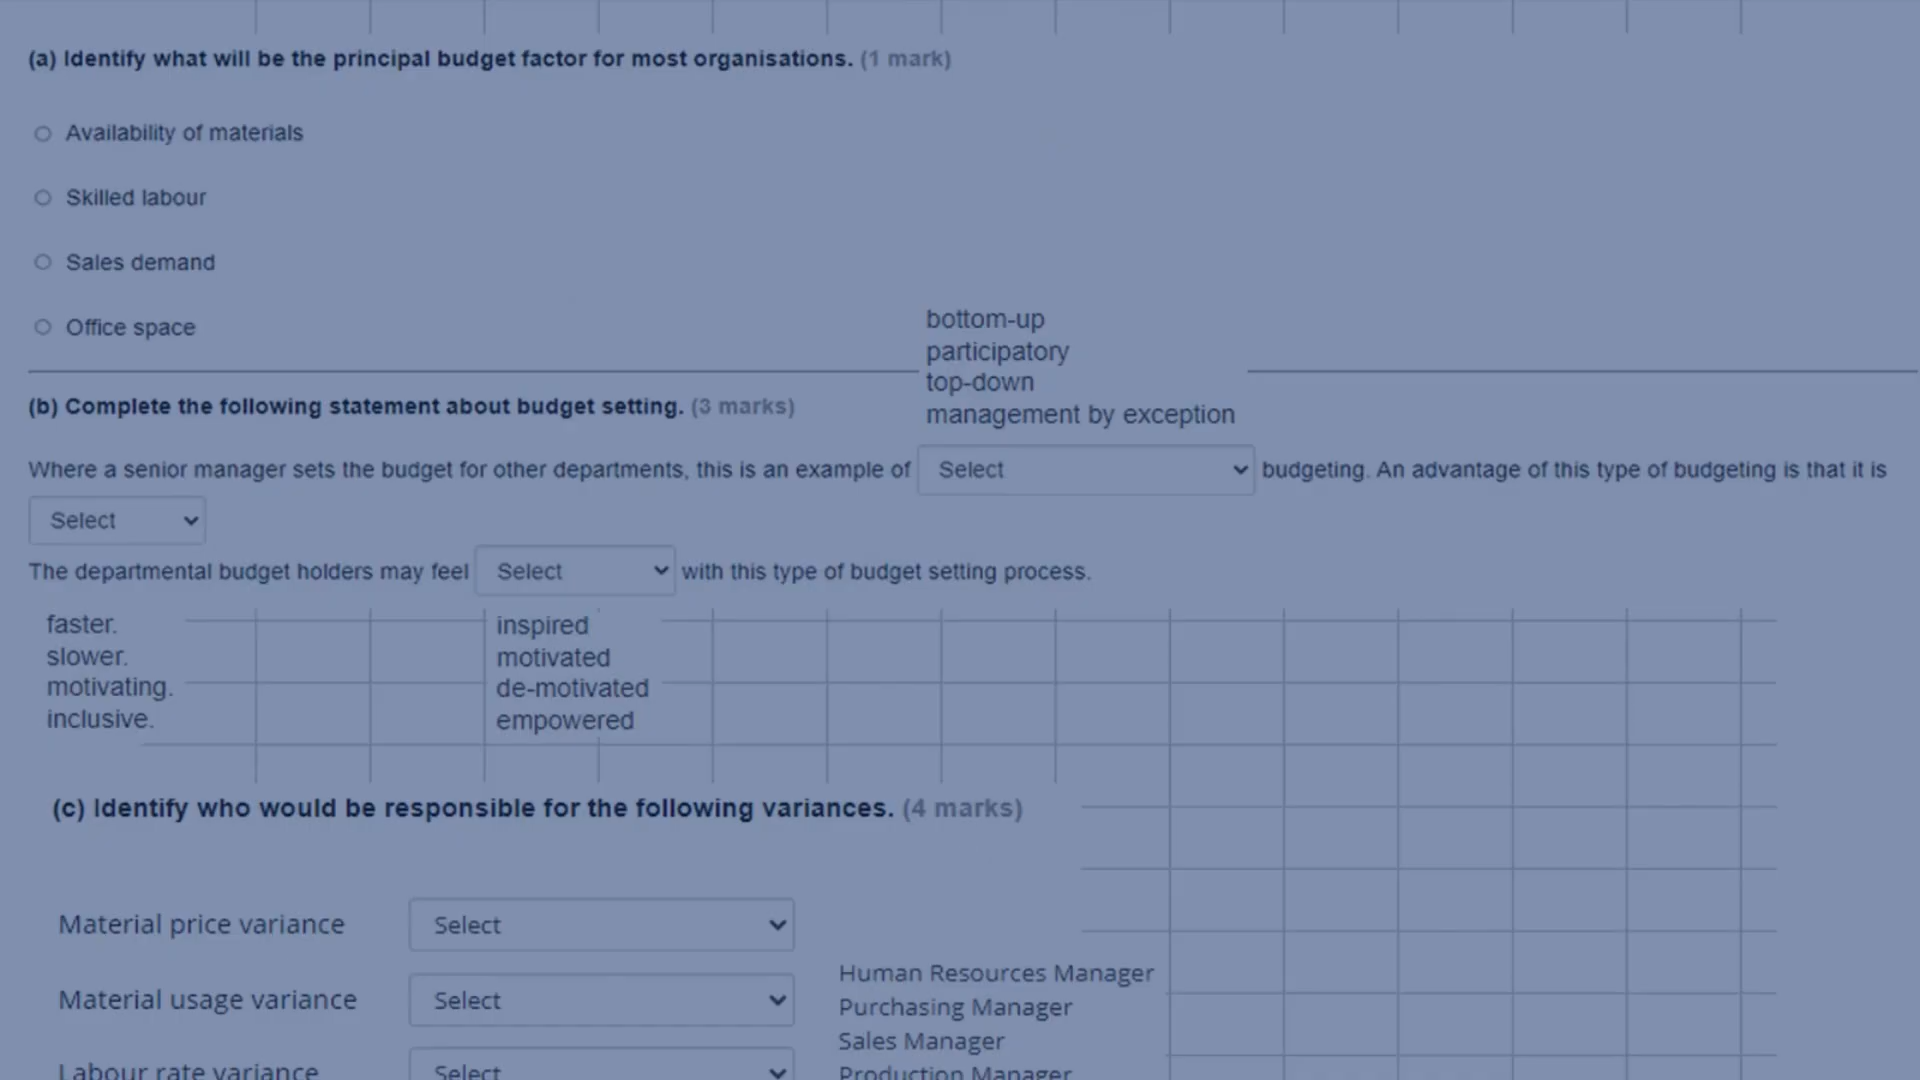 (a) Identify what will be the principal budget factor for most organisations. (1 mark)
Availability of materials
Skilled labour
Sales demand
Office space
bottom-up
participatory
top-down
management by exception
(b) Complete the following statement about budget setting. (3 marks)
Where a senior manager sets the budget for other departments, this is an example of Select budgeting. An advantage of this type of budgeting is that it is
Select
The departmental budget holders may feel Select with this type of budget setting process.
faster.
slower.
motivating.
inclusive.
inspired
motivated
de-motivated
empowered
(c) Identify who would be responsible for the following variances. (4 marks)
Material price variance Select
Material usage variance Select
Labour rate variance Select
Human Resources Manager
Purchasing Manager
Sales Manager
Production Manager